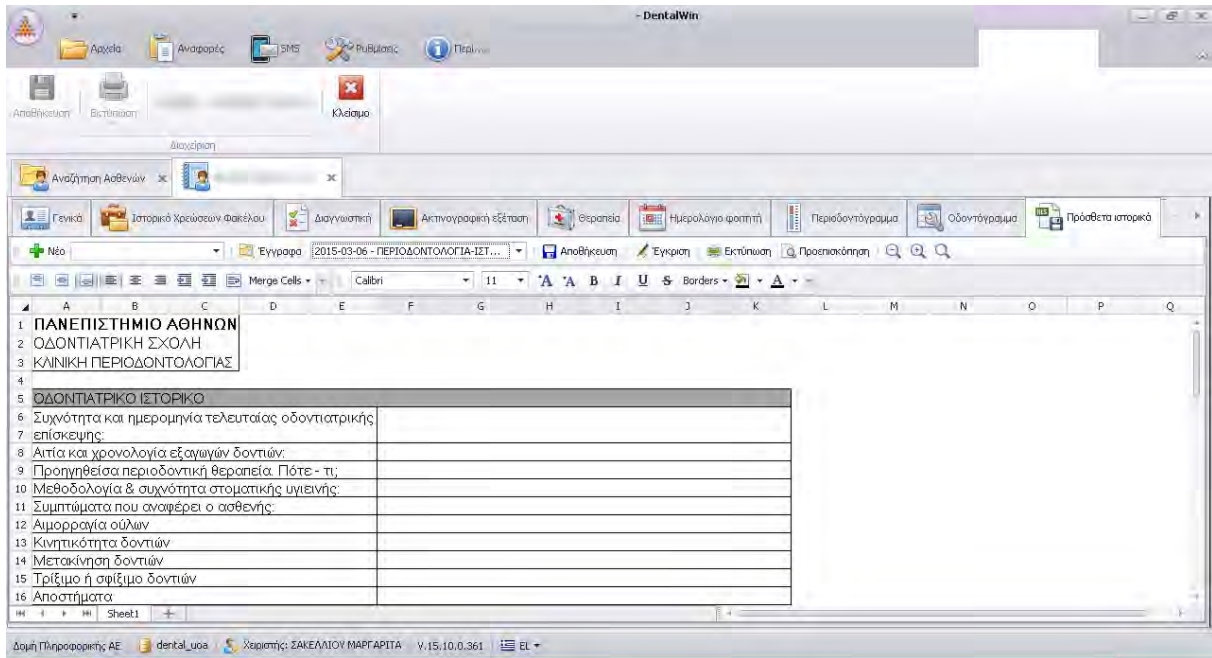 - DentalWin
Αρχεία Αναφορές SMS Ρυθμίσεις Περί.....
Αποθήκευση Εκτύπωση Κλείσιμο
Διαχείριση
Αναζήτηση Ασθενών
Γενικά Ιστορικό Χρεώσεων Φακέλου Διαγνωστική Ακτινογραφική εξέταση Θεραπεία Ημερολόγιο φοιτητή Περιοδοντόγραμμα Οδοντόγραμμα Πρόσθετα ιστορικά
Νέο Έγγραφα 2015-03-06 - ΠΕΡΙΟΔΟΝΤΟΛΟΓΙΑ-ΙΣΤ... Αποθήκευση Έγκριση Εκτύπωση Προεπισκόπηση
Merge Cells Calibri 11 A A B I U S Borders A
A B C D E F G H I J K L M N O P Q
1 ΠΑΝΕΠΙΣΤΗΜΙΟ ΑΘΗΝΩΝ
2 ΟΔΟΝΤΙΑΤΡΙΚΗ ΣΧΟΛΗ
3 ΚΛΙΝΙΚΗ ΠΕΡΙΟΔΟΝΤΟΛΟΓΙΑΣ
4
5 ΟΔΟΝΤΙΑΤΡΙΚΟ ΙΣΤΟΡΙΚΟ
6 Συχνότητα και ημερομηνία τελευταίας οδοντιατρικής
7 επίσκεψης:
8 Αιτία και χρονολογία εξαγωγών δοντιών:
9 Προηγηθείσα περιοδοντική θεραπεία. Πότε - τι;
10 Μεθοδολογία & συχνότητα στοματικής υγιεινής:
11 Συμπτώματα που αναφέρει ο ασθενής:
12 Αιμορραγία ούλων
13 Κινητικότητα δοντιών
14 Μετακίνηση δοντιών
15 Τρίξιμο ή σφίξιμο δοντιών
16 Αποστήματα
Sheet1
Δομή Πληροφορικής ΑΕ dental_uoa Χειριστής: ΣΑΚΕΛΛΙΟΥ ΜΑΡΓΑΡΙΤΑ V.15.10.0.361 EL